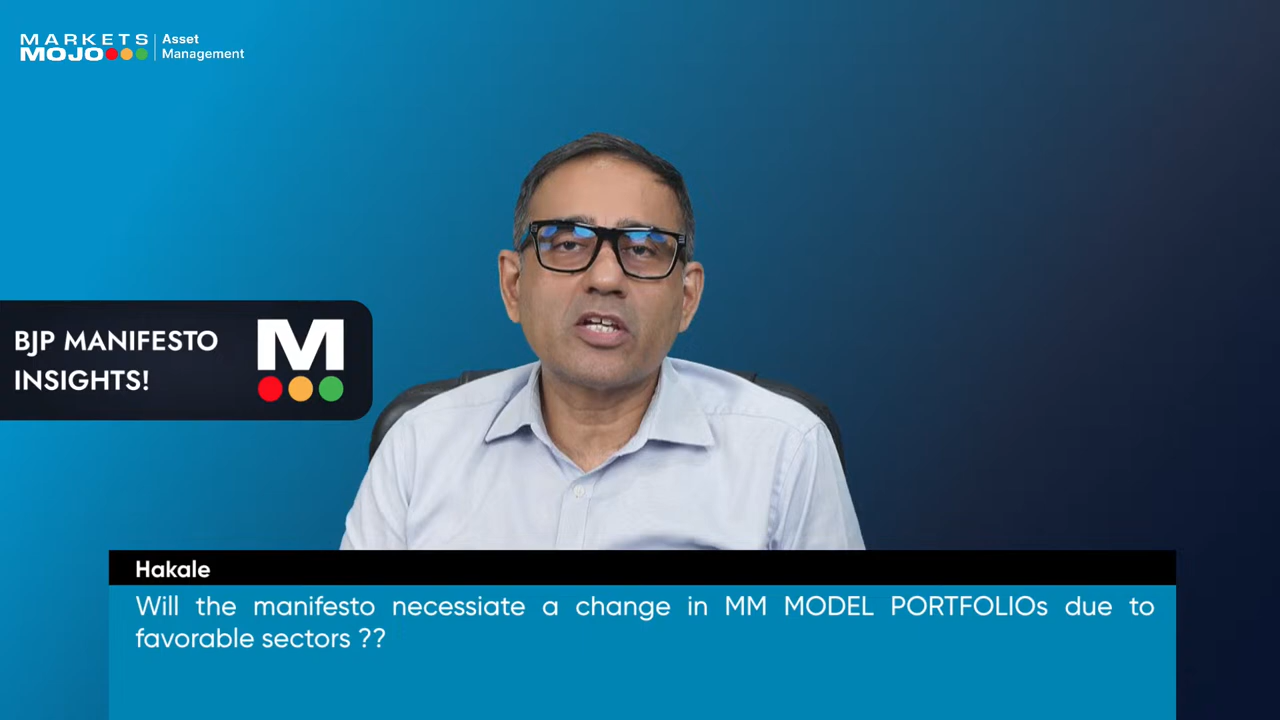 MARKETS
MOJO
Asset
Management
BJP MANIFESTO
INSIGHTS!
M
Hakale
Will the manifesto necessiate a change in MM MODEL PORTFOLIOs due to
favorable sectors ??